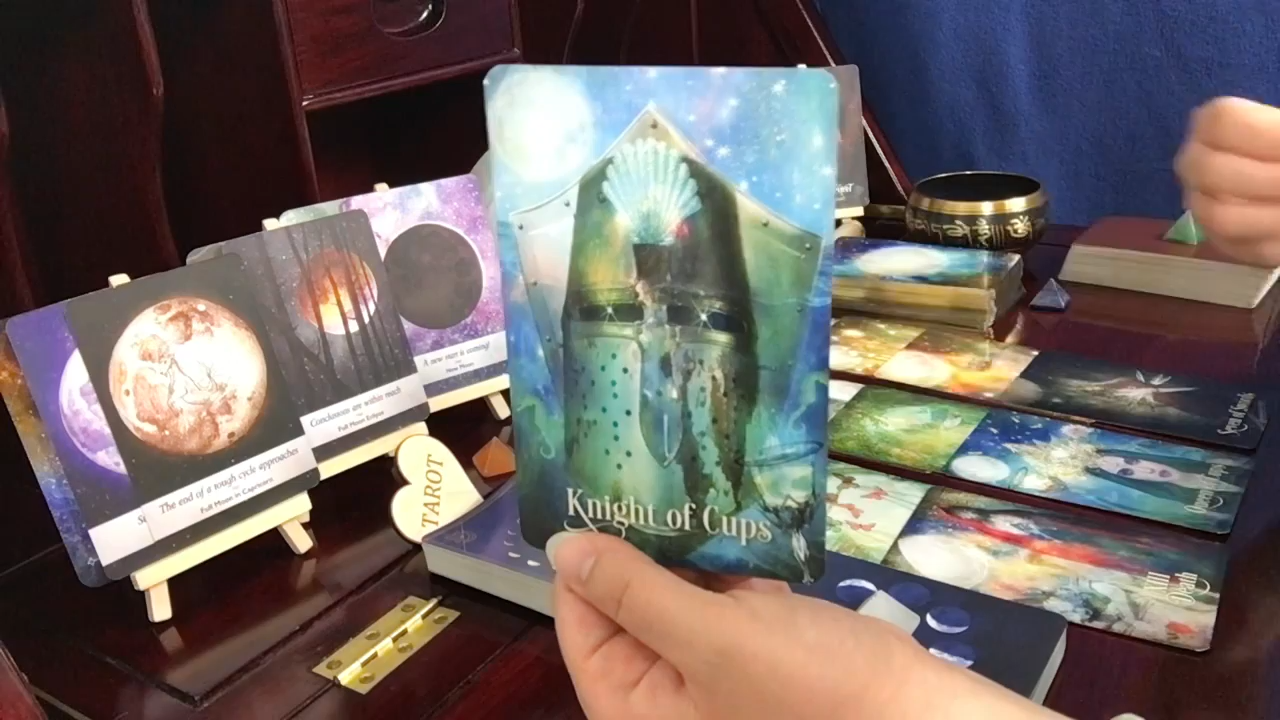 Knight of Cups
The end of a rough cycle approaches
Full Moon in Capricorn
Conclusions are within reach
Full Moon Eclipse
A new start is coming!
New Moon
TAROT
Seven of Swords
Queen of Cups
XIII
Death